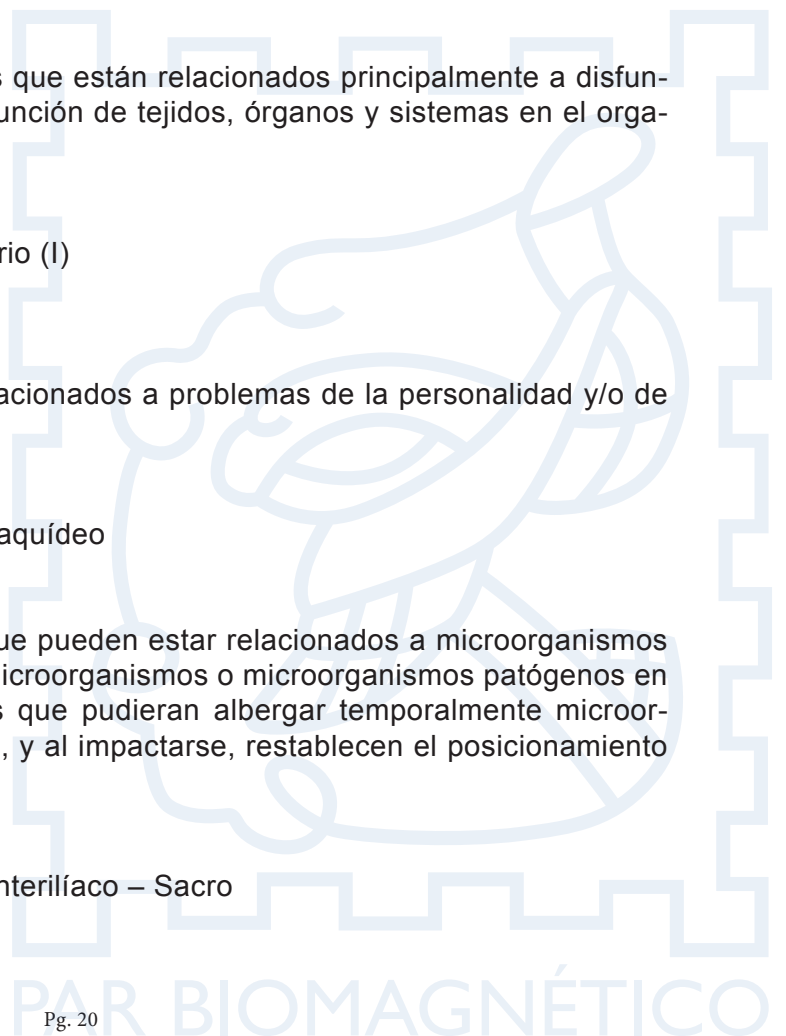 s que están relacionados principalmente a disfun-
unción de tejidos, órganos y sistemas en el orga-
rio (I)
acionados a problemas de la personalidad y/o de
aquídeo
ue pueden estar relacionados a microorganismos
icroorganismos o microorganismos patógenos en
s que pudieran albergar temporalmente microor-
, y al impactarse, restablecen el posicionamiento
nterilíaco – Sacro
PAR BIOMAGNÉTICO
Pg. 20